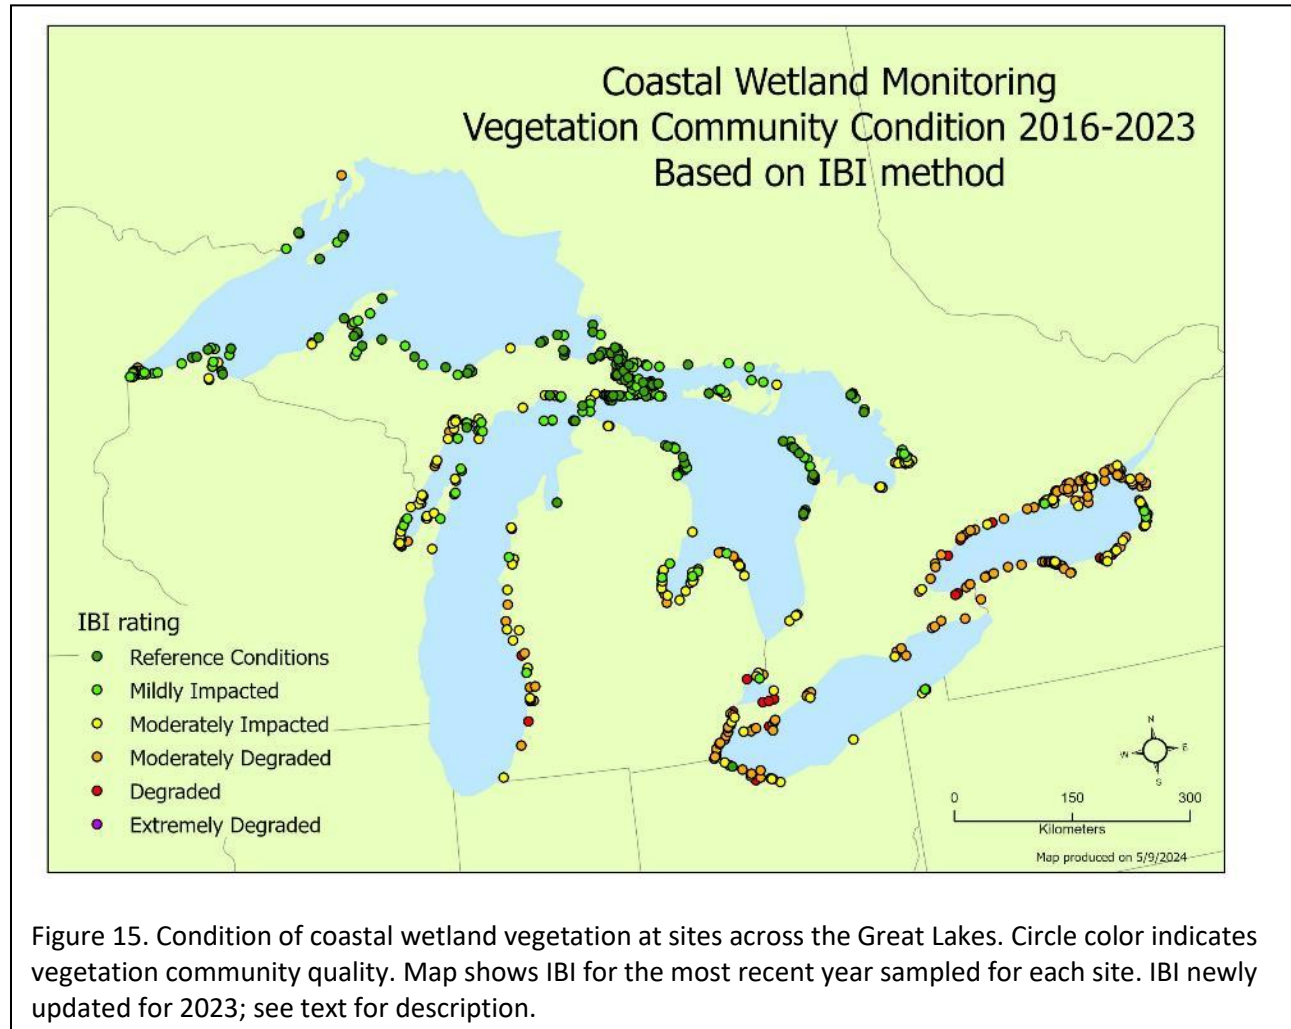 Coastal Wetland Monitoring
Vegetation Community Condition 2016-2023
Based on IBI method
IBI rating
Reference Conditions
Mildly Impacted
Moderately Impacted
Moderately Degraded
Degraded
Extremely Degraded
N
W
E
S
0 150 300
Kilometers
Map produced on 5/9/2024
Figure 15. Condition of coastal wetland vegetation at sites across the Great Lakes. Circle color indicates
vegetation community quality. Map shows IBI for the most recent year sampled for each site. IBI newly
updated for 2023; see text for description.